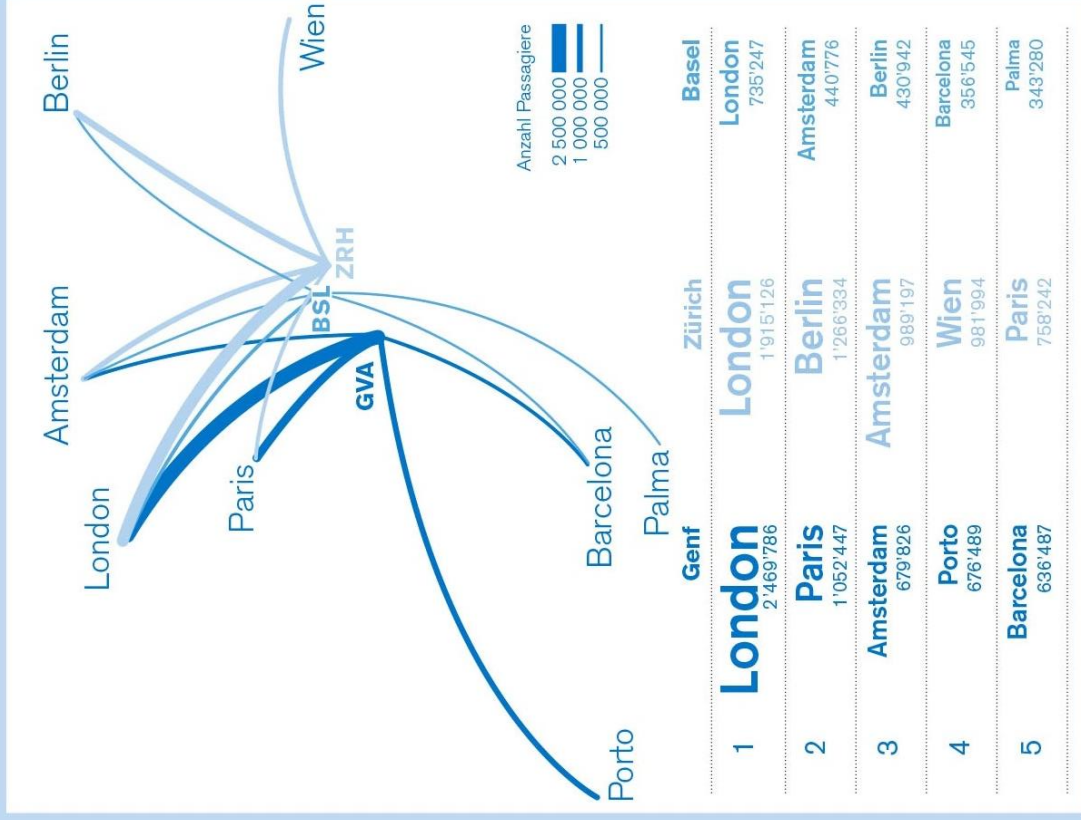 Berlin
Wien
Amsterdam
London
Paris
BSL
ZRH
GVA
Barcelona
Palma
Porto
Anzahl Passagiere
2 500 000
1 000 000
500 000
Genf
Zürich
Basel
1
London
2'469'786
London
1'915'126
London
735'247
2
Paris
1'052'447
Berlin
1'266'334
Amsterdam
440'776
3
Amsterdam
679'826
Amsterdam
989'197
Berlin
430'942
4
Porto
676'489
Wien
981'994
Barcelona
356'545
5
Barcelona
636'487
Paris
758'242
Palma
343'280